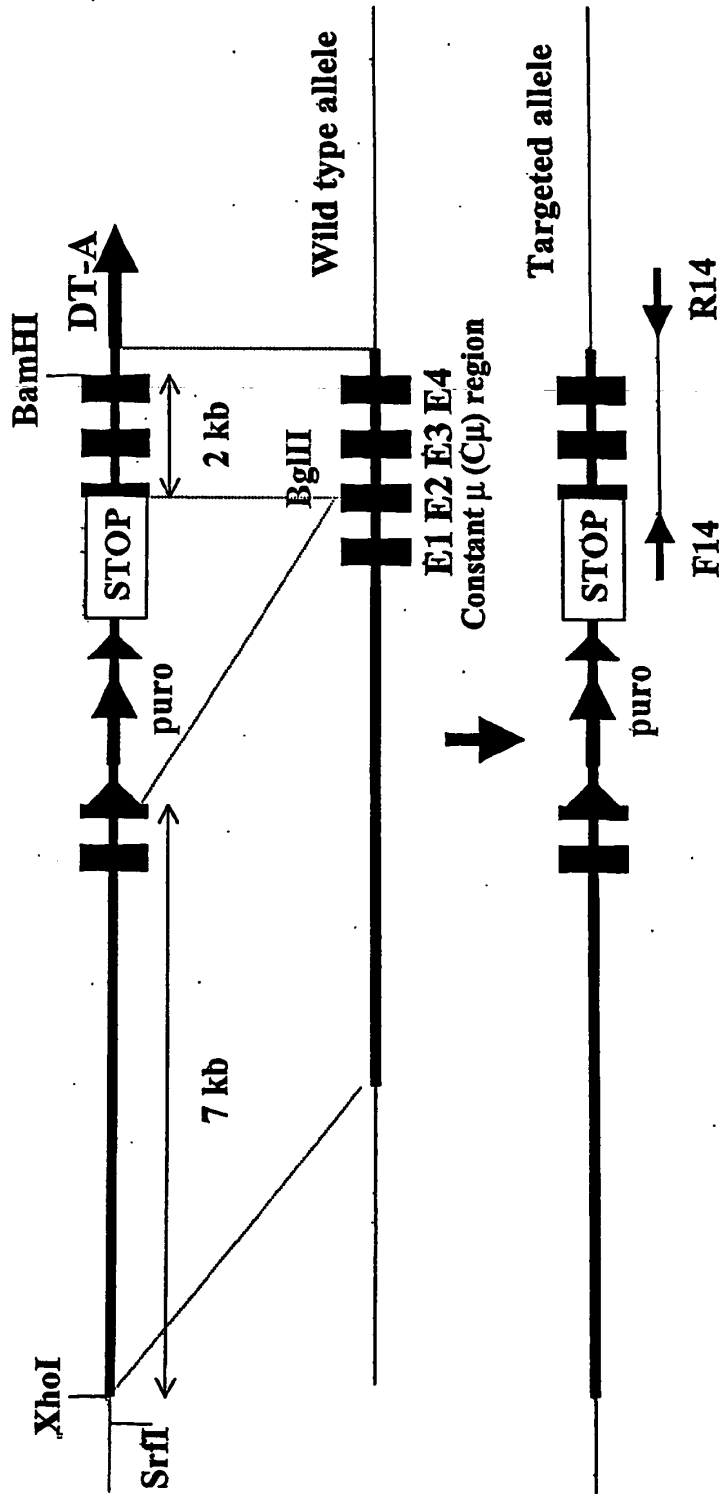 BamHI
DT-A
XhoI
SrfI
7 kb
puro
STOP
2 kb
Wild type allele
BglII
E1 E2 E3 E4
Constant μ (Cμ) region
Targeted allele
puro
STOP
F14
R14